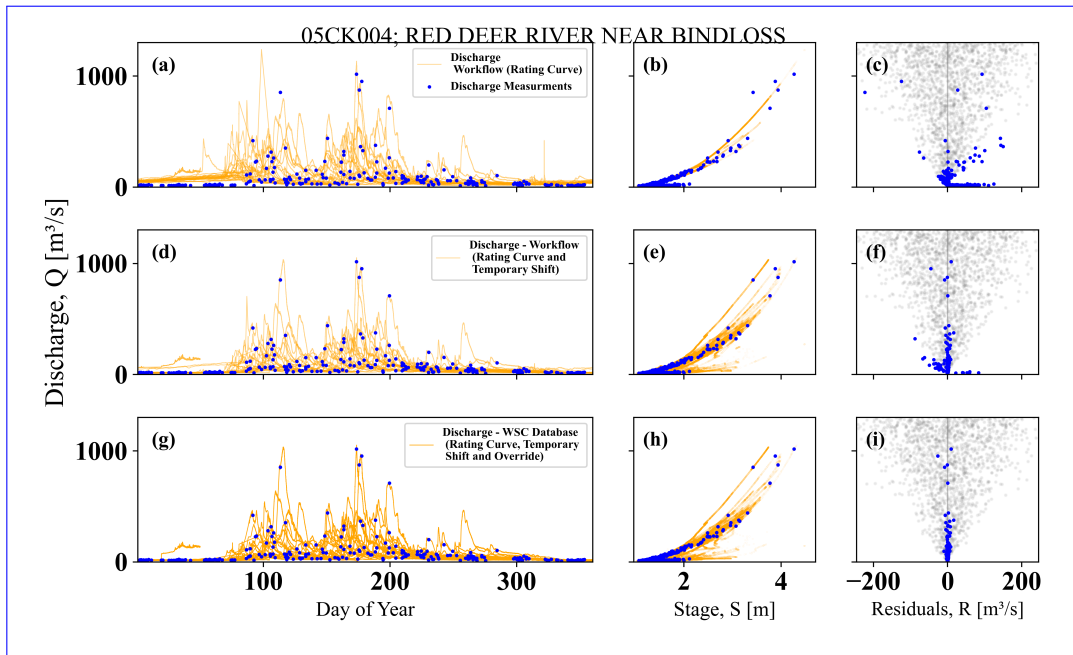 05CK004; RED DEER RIVER NEAR BINDLOSS
(a)
Discharge
Workflow (Rating Curve)
Discharge Measurments
(b)
(c)
1000
0
(d)
Discharge - Workflow
(Rating Curve and
Temporary Shift)
(e)
(f)
1000
0
(g)
Discharge - WSC Database
(Rating Curve, Temporary
Shift and Override)
(h)
(i)
1000
0
100
200
300
2
4
−200
0
200
Discharge, Q [m³/s]
Day of Year
Stage, S [m]
Residuals, R [m³/s]